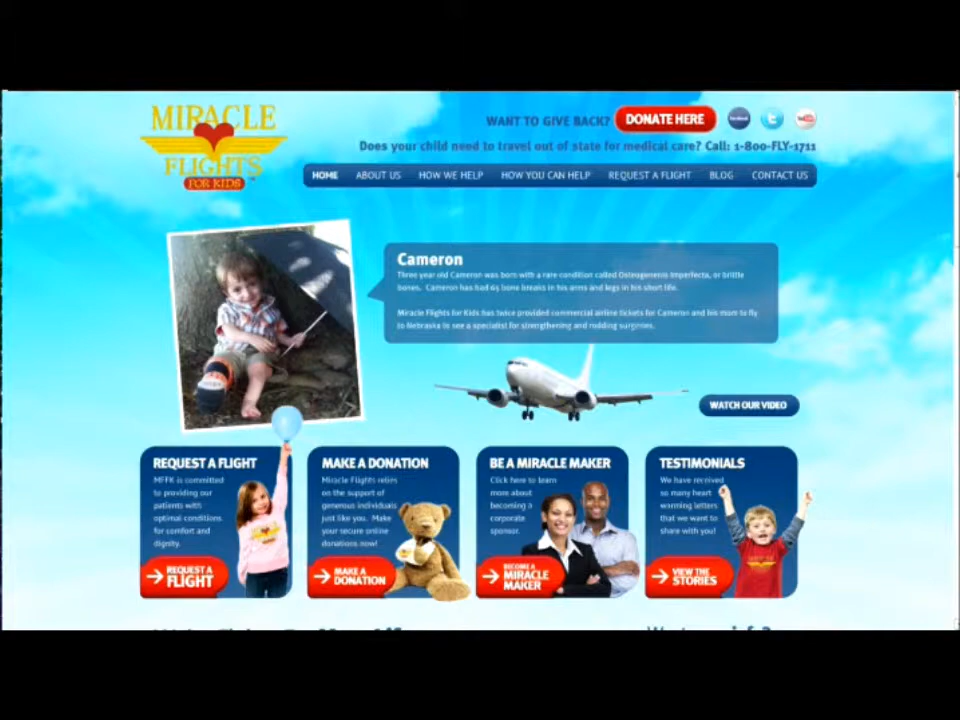 MIRACLE
FLIGHTS
FOR KIDS
WANT TO GIVE BACK?
DONATE HERE
facebook
You
Does your child need to travel out of state for medical care? Call: 1-800-FLY-1711
HOME ABOUT US HOW WE HELP HOW YOU CAN HELP REQUEST A FLIGHT BLOG CONTACT US
Cameron
Three year old Cameron was born with a rare condition called Osteogenesis Imperfecta, or brittle
bones. Cameron has had 65 bone breaks in his arms and legs in his short life.
Miracle Flights for Kids has twice provided commercial airline tickets for Cameron and his mom to fly
to Nebraska to see a specialist for strengthening and rodding surgeries.
WATCH OUR VIDEO
REQUEST A FLIGHT
MFFK is committed
to providing our
patients with
optimal conditions
for comfort and
dignity.
REQUEST A
FLIGHT
MAKE A DONATION
Miracle Flights relies
on the support of
generous individuals
just like you. Make
your secure online
donations now!
MAKE A
DONATION
BE A MIRACLE MAKER
Click here to learn
more about
becoming a
corporate
sponsor.
BECOME A
MIRACLE
MAKER
TESTIMONIALS
We have received
so many heart
warming letters
that we want to
share with you!
VIEW THE
STORIES